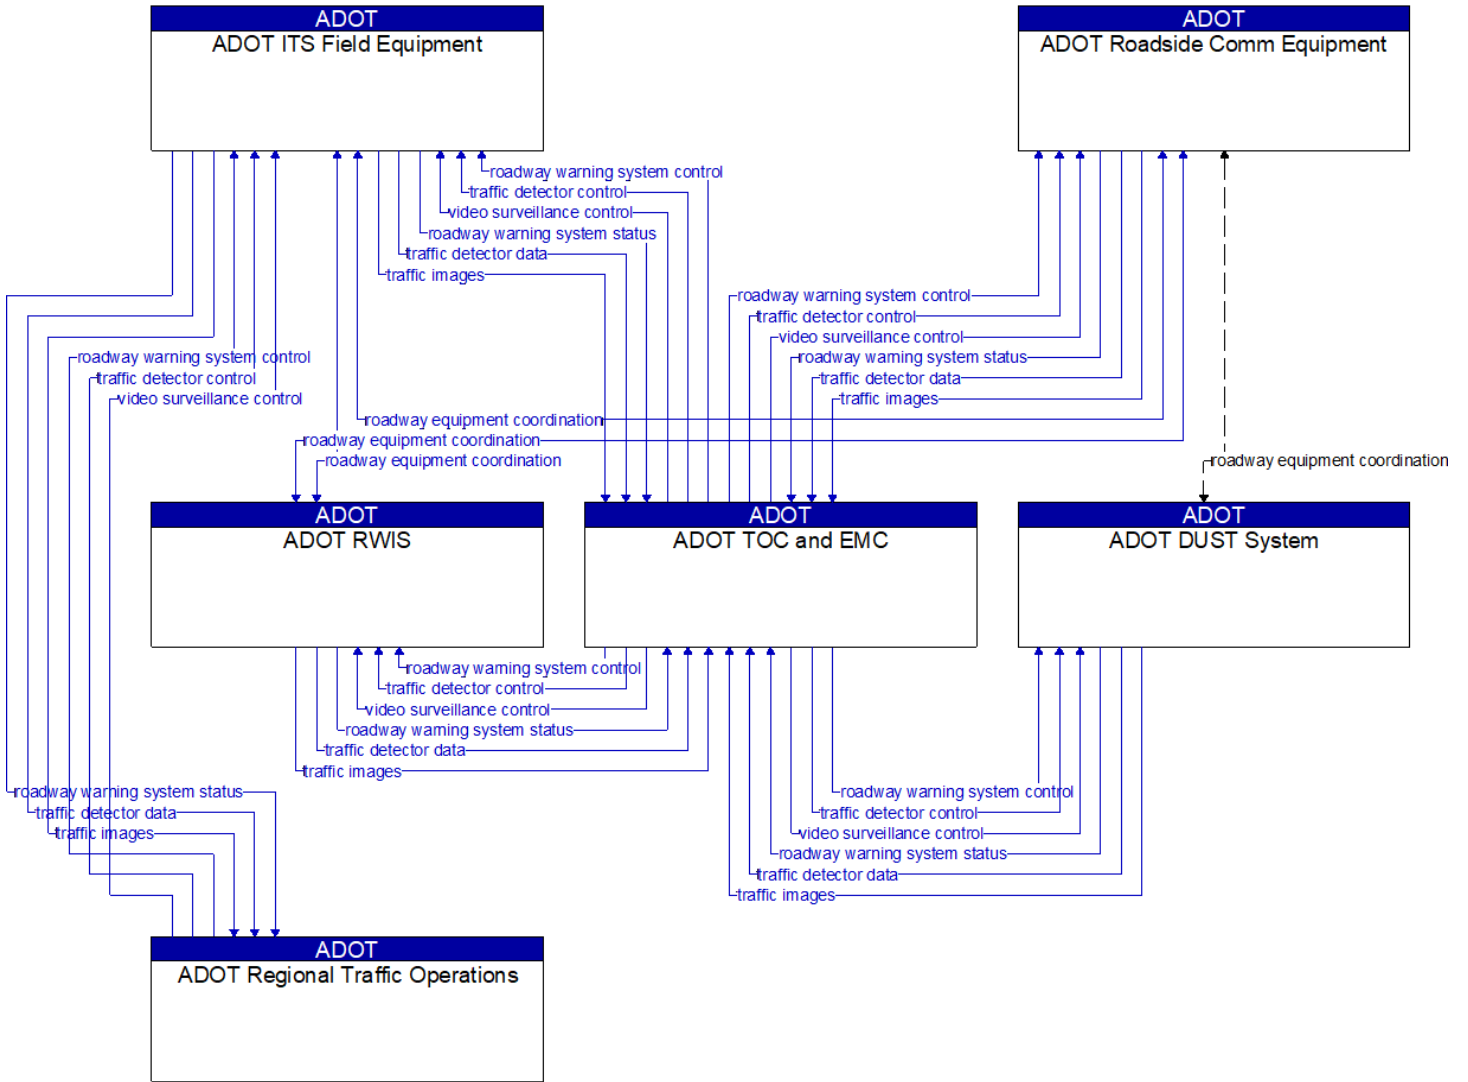 ADOT
ADOT ITS Field Equipment
ADOT
ADOT Roadside Comm Equipment
roadway warning system control
traffic detector control
video surveillance control
roadway warning system status
traffic detector data
traffic images
roadway warning system control
traffic detector control
video surveillance control
roadway warning system status
traffic detector data
traffic images
roadway warning system control
traffic detector control
video surveillance control
roadway equipment coordination
roadway equipment coordination
roadway equipment coordination
roadway equipment coordination
ADOT
ADOT RWIS
ADOT
ADOT TOC and EMC
ADOT
ADOT DUST System
roadway warning system control
traffic detector control
video surveillance control
roadway warning system status
traffic detector data
traffic images
roadway warning system status
traffic detector data
traffic images
roadway warning system control
traffic detector control
video surveillance control
roadway warning system status
traffic detector data
traffic images
ADOT
ADOT Regional Traffic Operations